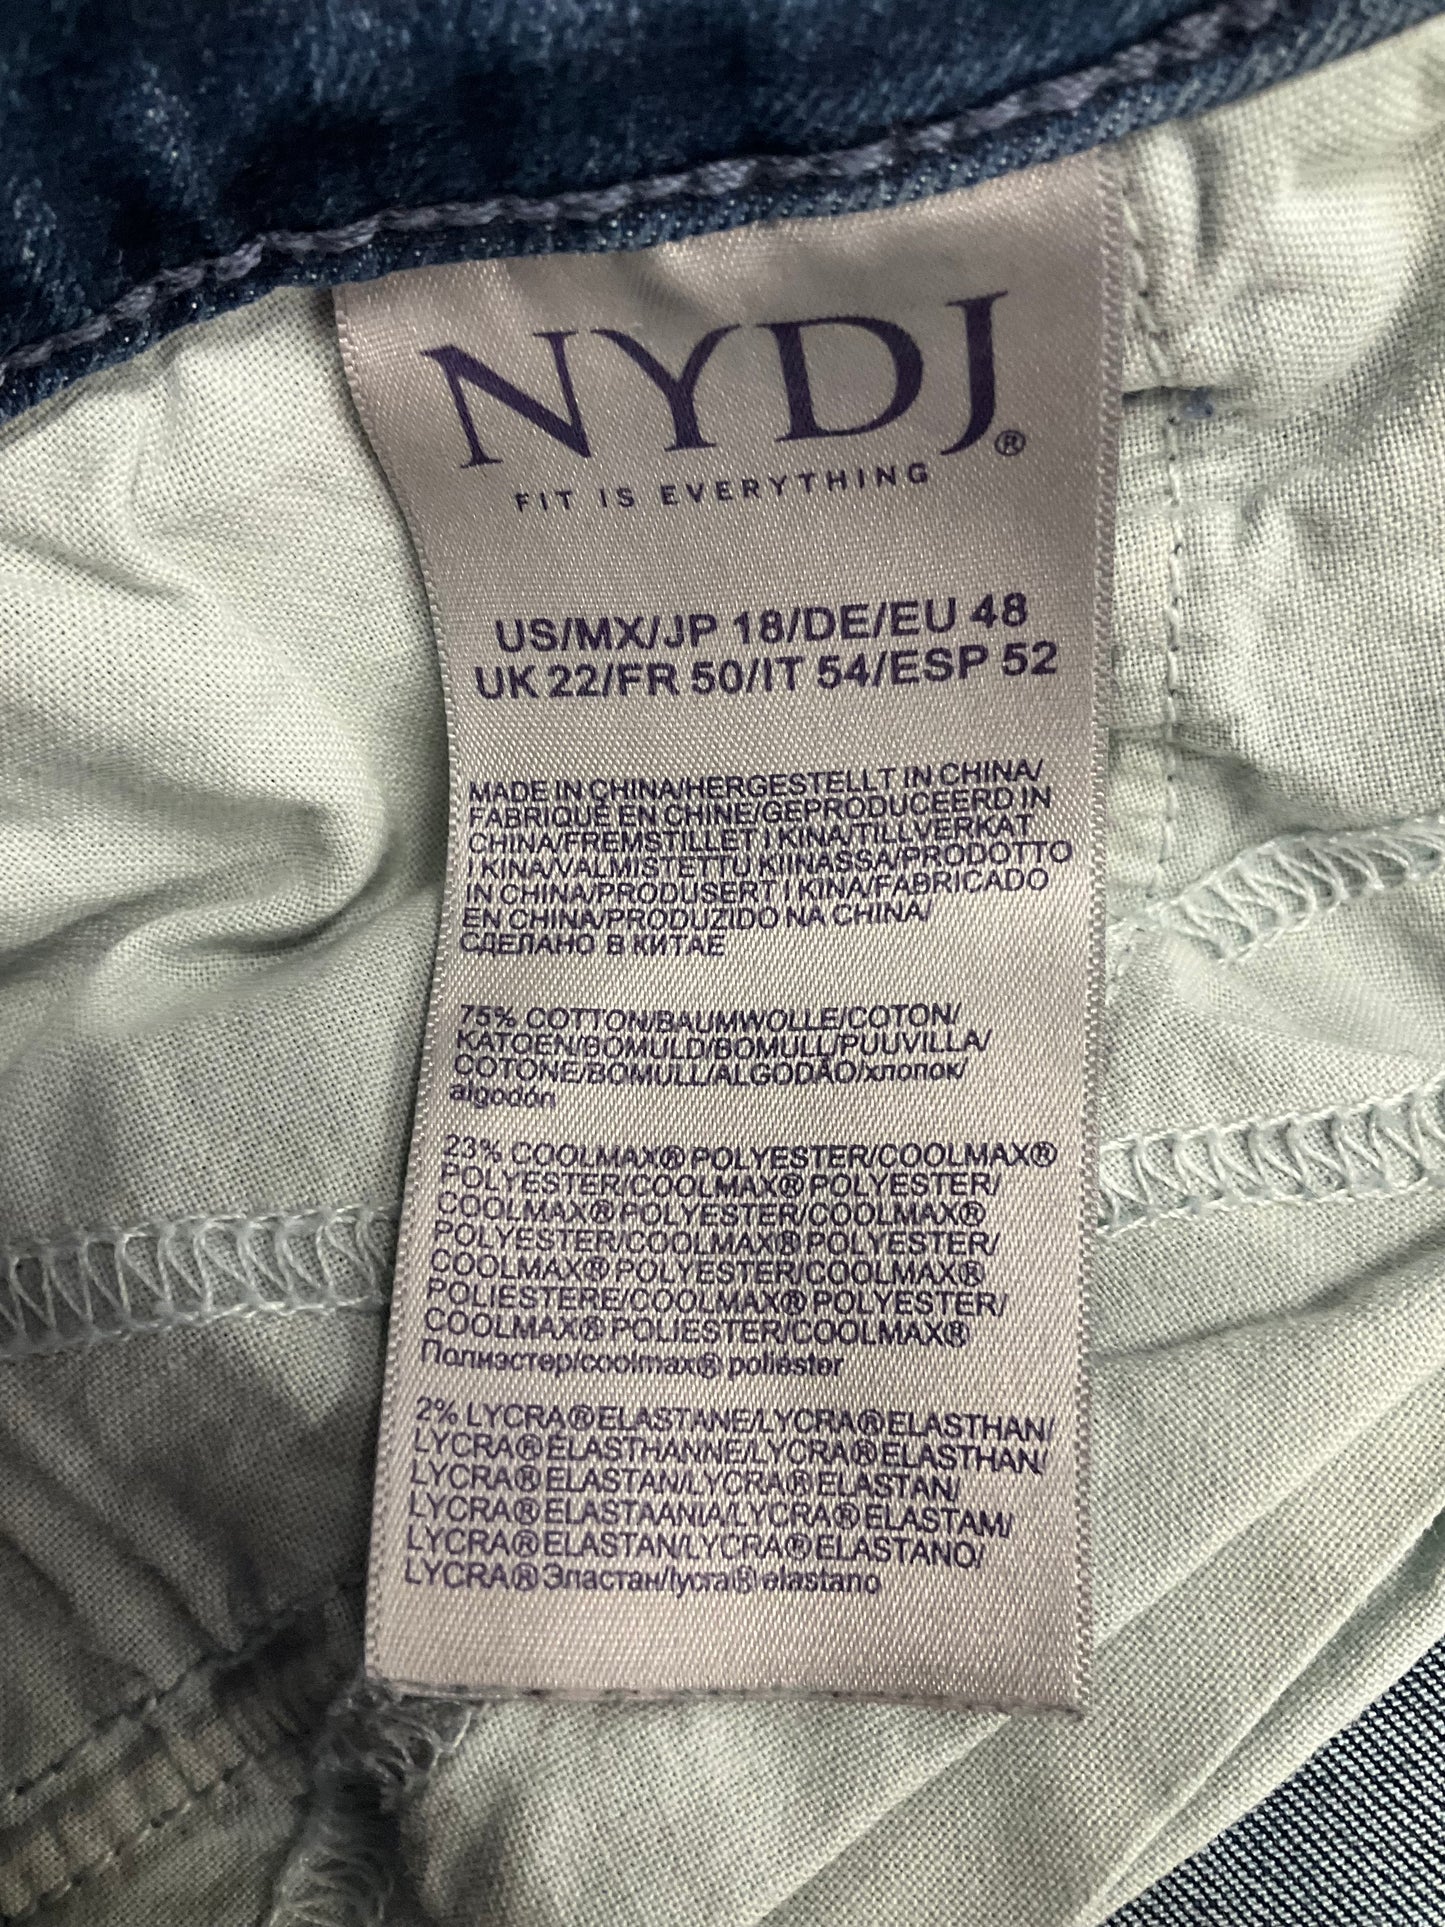 NYDJ®
FIT IS EVERYTHING
US/MX/JP 18/DE/EU 48
UK 22/FR 50/IT 54/ESP 52
MADE IN CHINA/HERGESTELLT IN CHINA/
FABRIQUÉ EN CHINE/GEPRODUCEERD IN
CHINA/FREMSTILLET I KINA/TILLVERKAT
I KINA/VALMISTETTU KIINASSA/PRODOTTO
IN CHINA/PRODUSERT I KINA/FABRICADO
EN CHINA/PRODUZIDO NA CHINA/
СДЕЛАНО В КИТАЕ
75% COTTON/BAUMWOLLE/COTON/
KATOEN/BOMULD/BOMULL/PUUVILLA/
COTONE/BOMULL/ALGODÃO/хлопок/
algodón
23% COOLMAX® POLYESTER/COOLMAX®
POLYESTER/COOLMAX® POLYESTER/
COOLMAX® POLYESTER/COOLMAX®
POLYESTER/COOLMAX® POLYESTER/
COOLMAX® POLYESTER/COOLMAX®
POLIESTERE/COOLMAX® POLYESTER/
COOLMAX® POLIESTER/COOLMAX®
Полиэстер/coolmax® poliéster
2% LYCRA® ELASTANE/LYCRA® ELASTHAN/
LYCRA® ÉLASTHANNE/LYCRA® ELASTHAN/
LYCRA® ELASTAN/LYCRA® ELASTAN/
LYCRA® ELASTAANIA/LYCRA® ELASTAM/
LYCRA® ELASTAN/LYCRA® ELASTANO/
LYCRA® Эластан/lycra® elastano